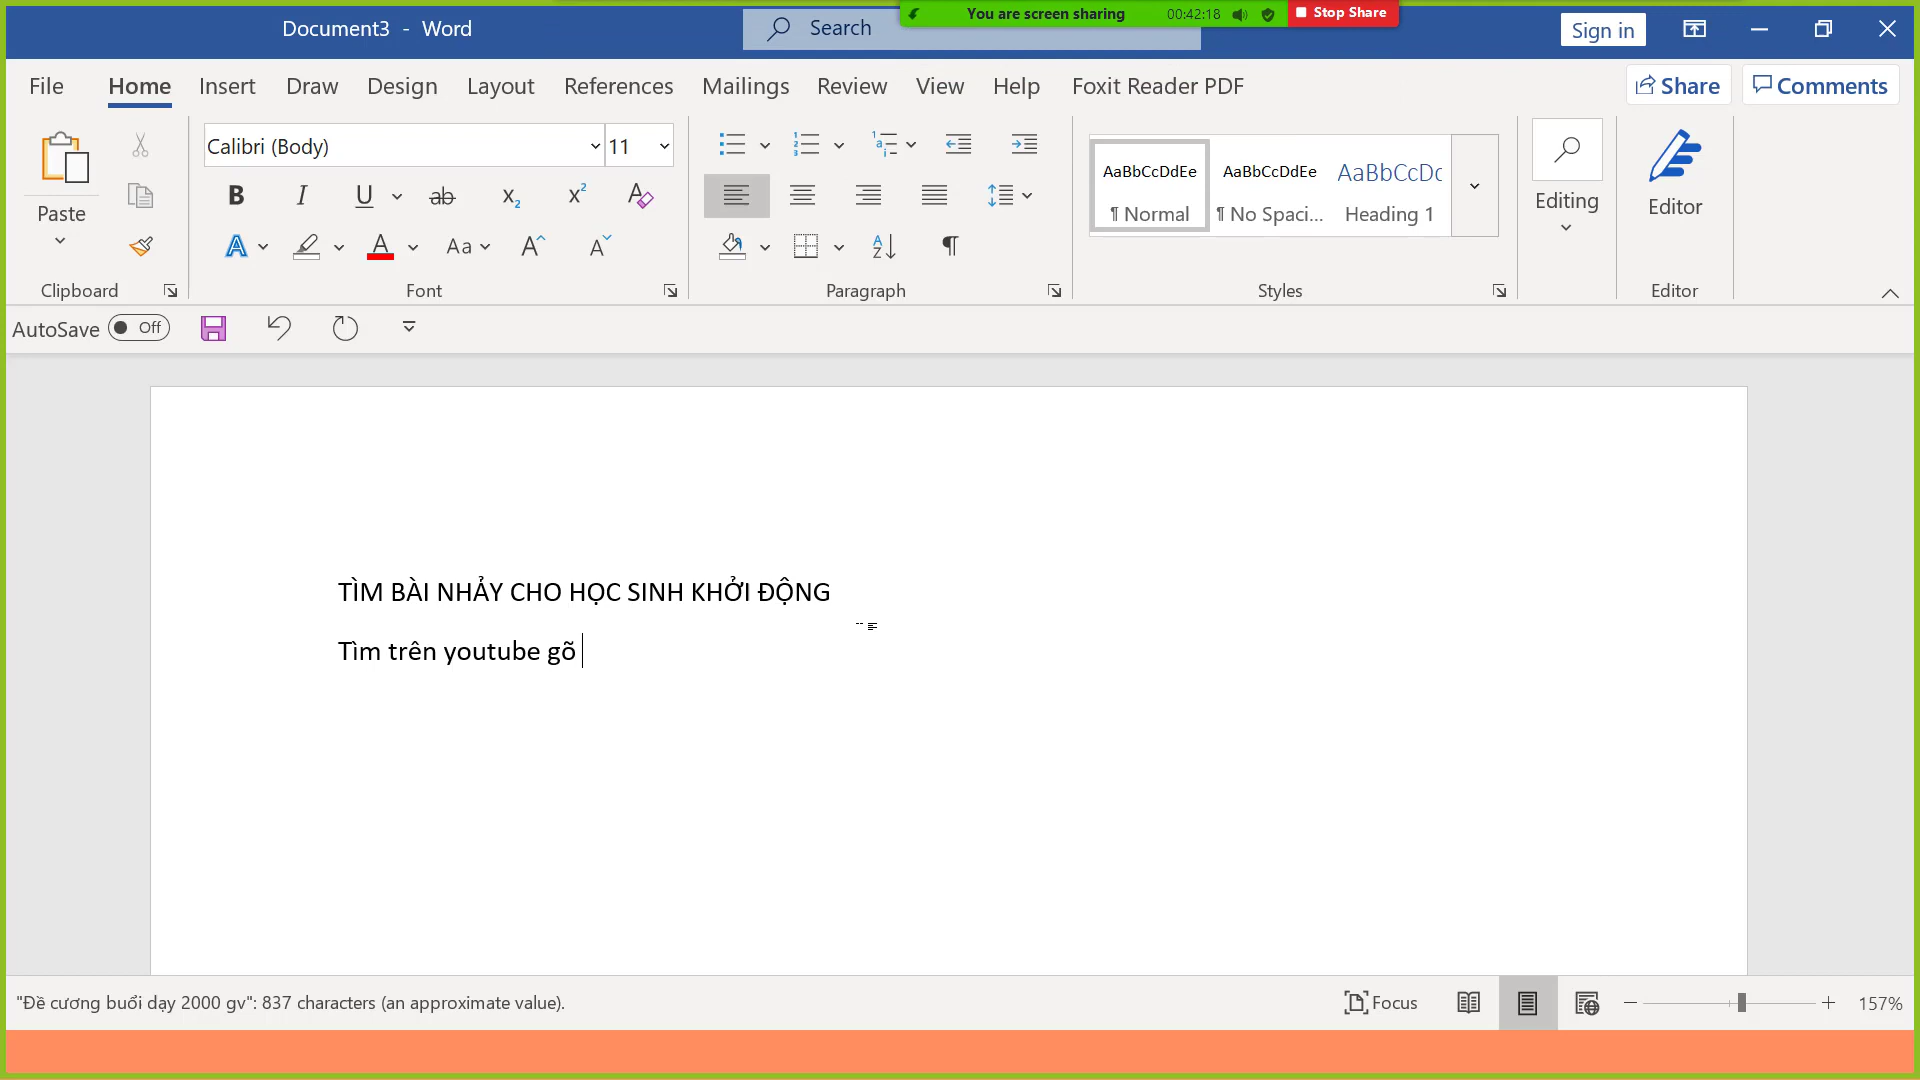 Document3 - Word
Search
You are screen sharing 00:42:18 Stop Share
Sign in
File Home Insert Draw Design Layout References Mailings Review View Help Foxit Reader PDF
Share Comments
Paste
Clipboard
Calibri (Body) 11
B I U ab x₂ x² A
A A Aa A A
Font
Paragraph
AaBbCcDdEe AaBbCcDdEe AaBbCcDc
¶ Normal ¶ No Spaci... Heading 1
Styles
Editing
Editor
Editor
AutoSave Off
TÌM BÀI NHẢY CHO HỌC SINH KHỞI ĐỘNG
Tìm trên youtube gõ
"Đề cương buổi dạy 2000 gv": 837 characters (an approximate value).
Focus
157%